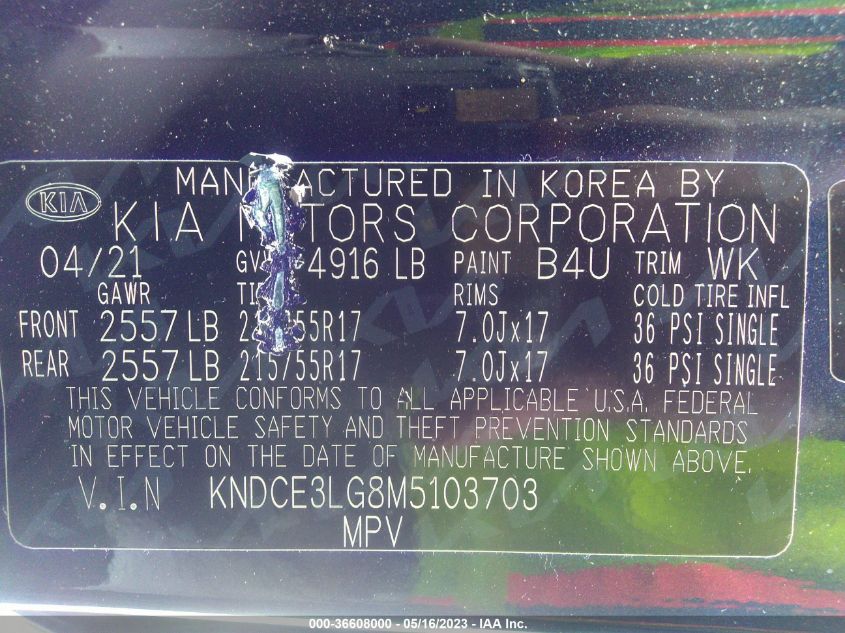 KIA
MANUFACTURED IN KOREA BY
KIA MOTORS CORPORATION
04/21 GVWR 4916 LB PAINT B4U TRIM WK
GAWR RIMS COLD TIRE INFL
FRONT 2557 LB 55R17 7.0Jx17 36 PSI SINGLE
REAR 2557 LB 215/55R17 7.0Jx17 36 PSI SINGLE
THIS VEHICLE CONFORMS TO ALL APPLICABLE U.S.A. FEDERAL
MOTOR VEHICLE SAFETY AND THEFT PREVENTION STANDARDS
IN EFFECT ON THE DATE OF MANUFACTURE SHOWN ABOVE.
V.I.N KNDCE3LG8M5103703
MPV
000-36608000 - 05/16/2023 - IAA Inc.